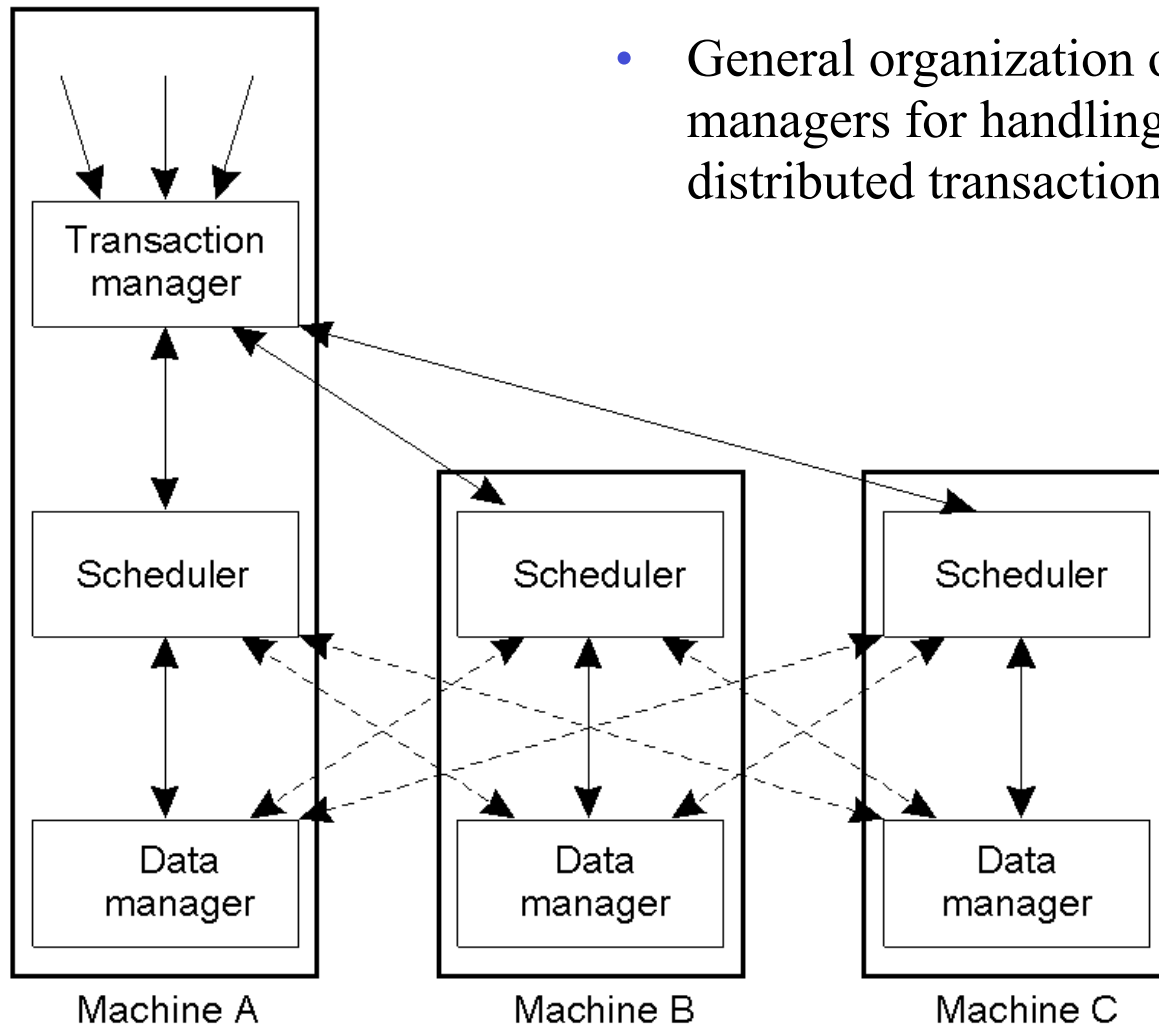 • General organization
managers for handling
distributed transaction
Transaction
manager
Scheduler
Scheduler
Scheduler
Data
manager
Data
manager
Data
manager
Machine A
Machine B
Machine C